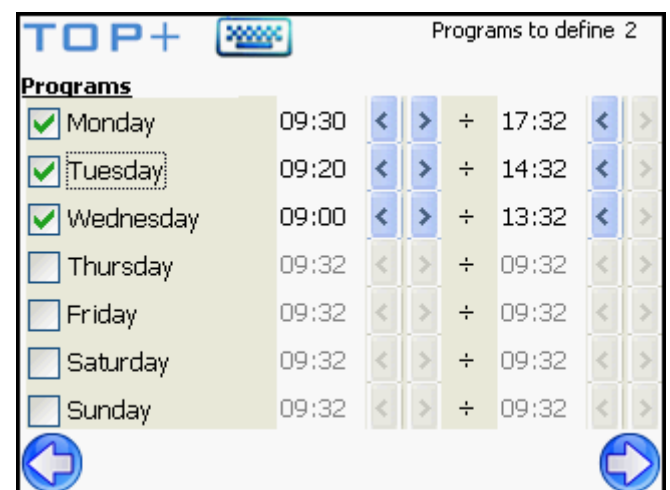 TOP+ Programs to define 2
Programs
Monday 09:30 < > ÷ 17:32 < >
Tuesday 09:20 < > ÷ 14:32 < >
Wednesday 09:00 < > ÷ 13:32 < >
Thursday 09:32 < > ÷ 09:32 < >
Friday 09:32 < > ÷ 09:32 < >
Saturday 09:32 < > ÷ 09:32 < >
Sunday 09:32 < > ÷ 09:32 < >